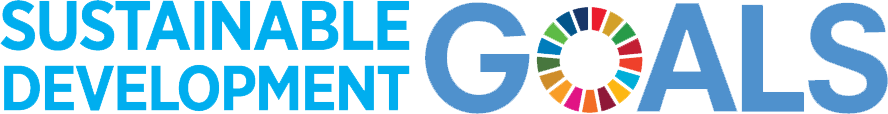 SUSTAINABLE
DEVELOPMENT GOALS